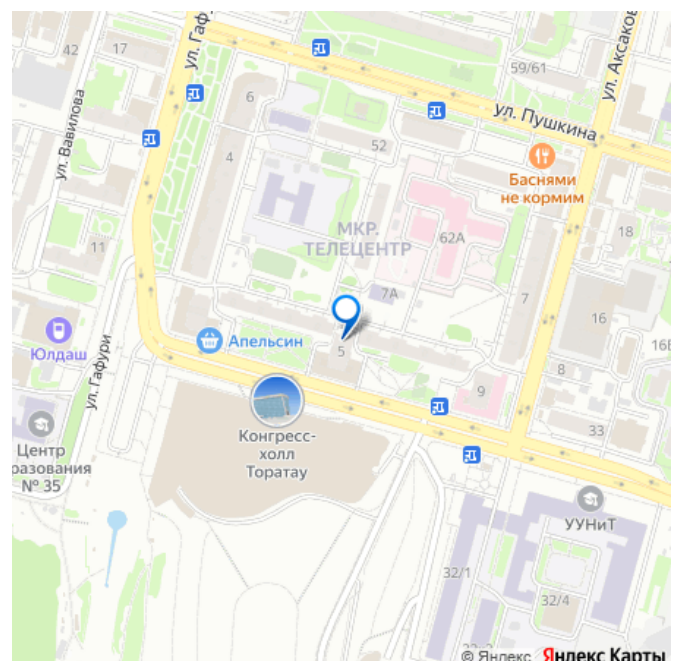 42
17
ул. Гафури
59/61
ул. Аксаков
ул. Вавилова
6
ул. Пушкина
52
4
Баснями
не кормим
МКР.
ТЕЛЕЦЕНТР
62А
18
11
7А
7
16
Юлдаш
Апельсин
5
16В
8
ул. Гафури
9
Центр
разования
№ 35
Конгресс-
холл
Торатау
33
УУНиТ
32/1
32/4
© Яндекс Яндекс Карты